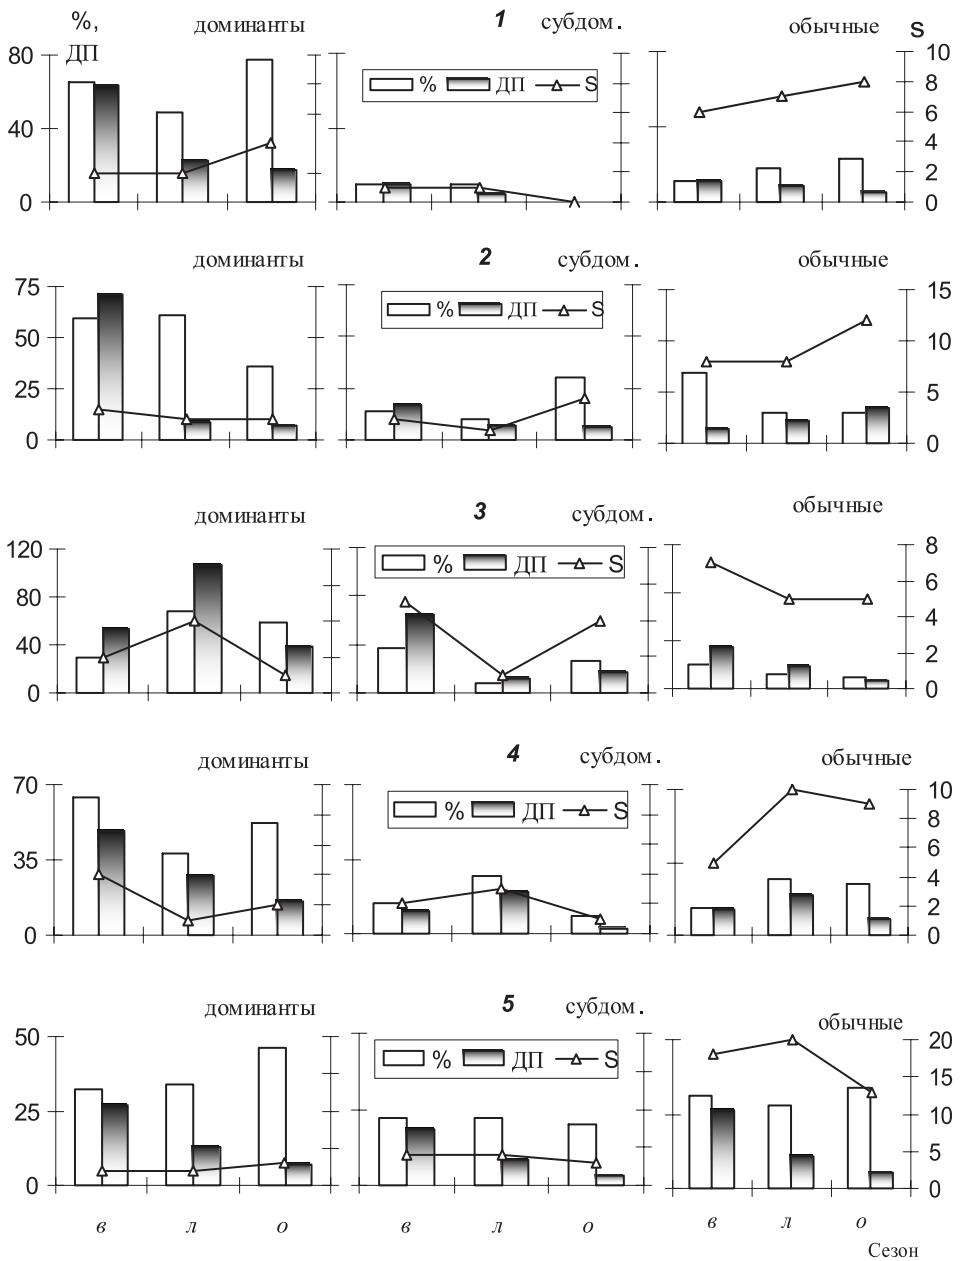 %,
ДП
доминанты
1
субдом.
обычные
S
80
40
0
% ДП S
10
8
6
4
2
0
доминанты
2
субдом.
обычные
75
50
25
0
% ДП S
15
10
5
0
доминанты
3
субдом.
обычные
120
80
40
0
% ДП S
8
6
4
2
0
доминанты
4
субдом.
обычные
70
35
0
% ДП S
10
8
6
4
2
0
доминанты
5
субдом.
обычные
50
25
0
% ДП S
20
15
10
5
0
в л о
в л о
в л о
Сезон